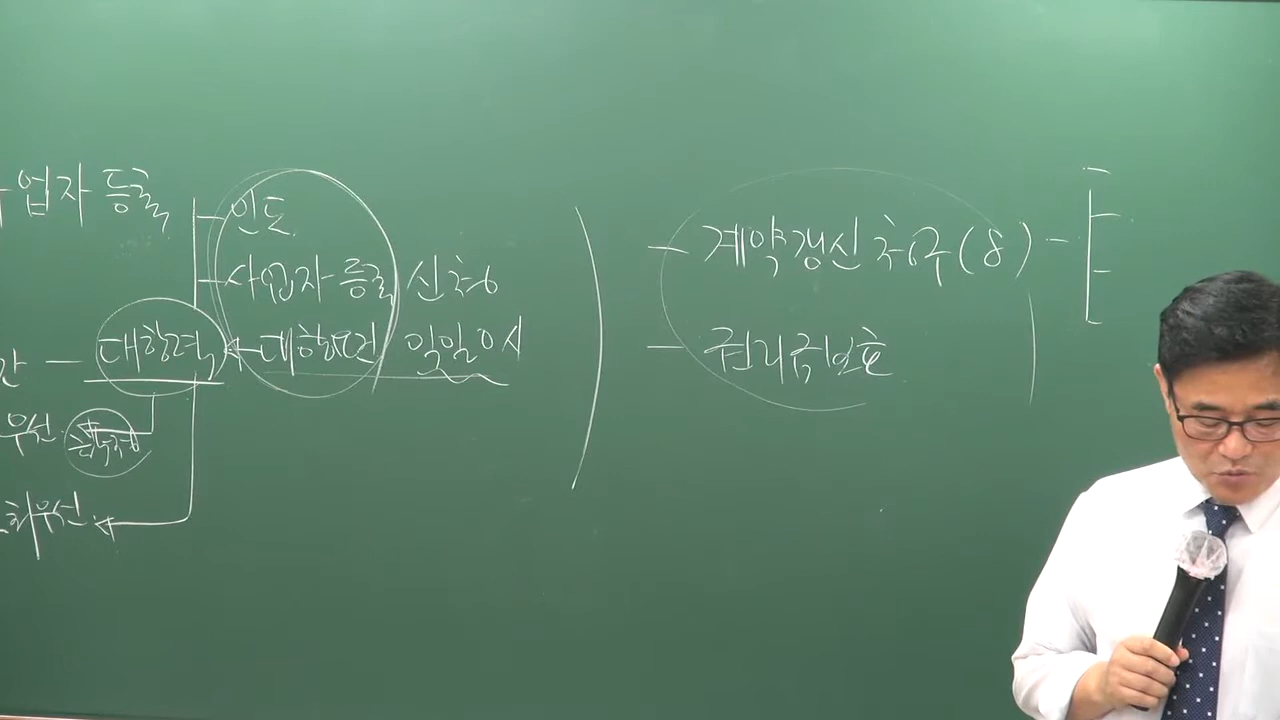 사업자 등록
인도
사업자 등록 신청
대항력
대항요건 익일 0시
우선
확정일
최우선
계약갱신 청구(8)
권리금보호